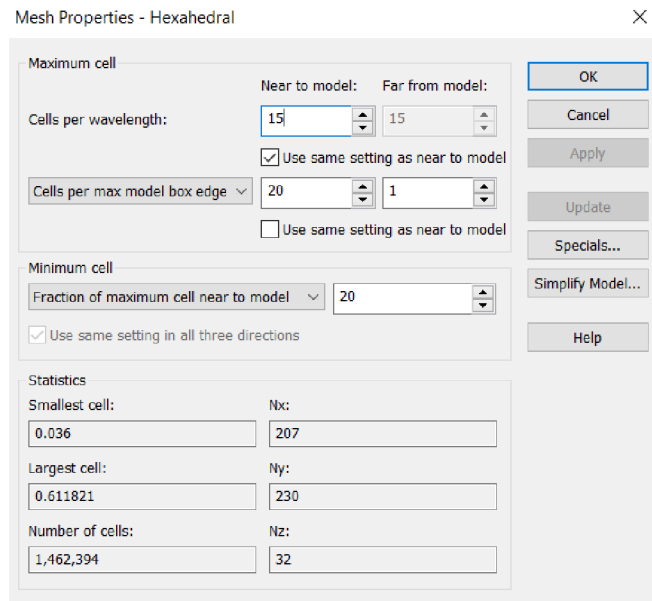 Mesh Properties - Hexahedral
Maximum cell
Near to model: Far from model:
OK
Cells per wavelength: 15 15
Cancel
Use same setting as near to model
Apply
Cells per max model box edge 20 1
Update
Use same setting as near to model
Specials...
Minimum cell
Simplify Model...
Fraction of maximum cell near to model 20
Use same setting in all three directions
Help
Statistics
Smallest cell: Nx:
0.036 207
Largest cell: Ny:
0.611821 230
Number of cells: Nz:
1,462,394 32